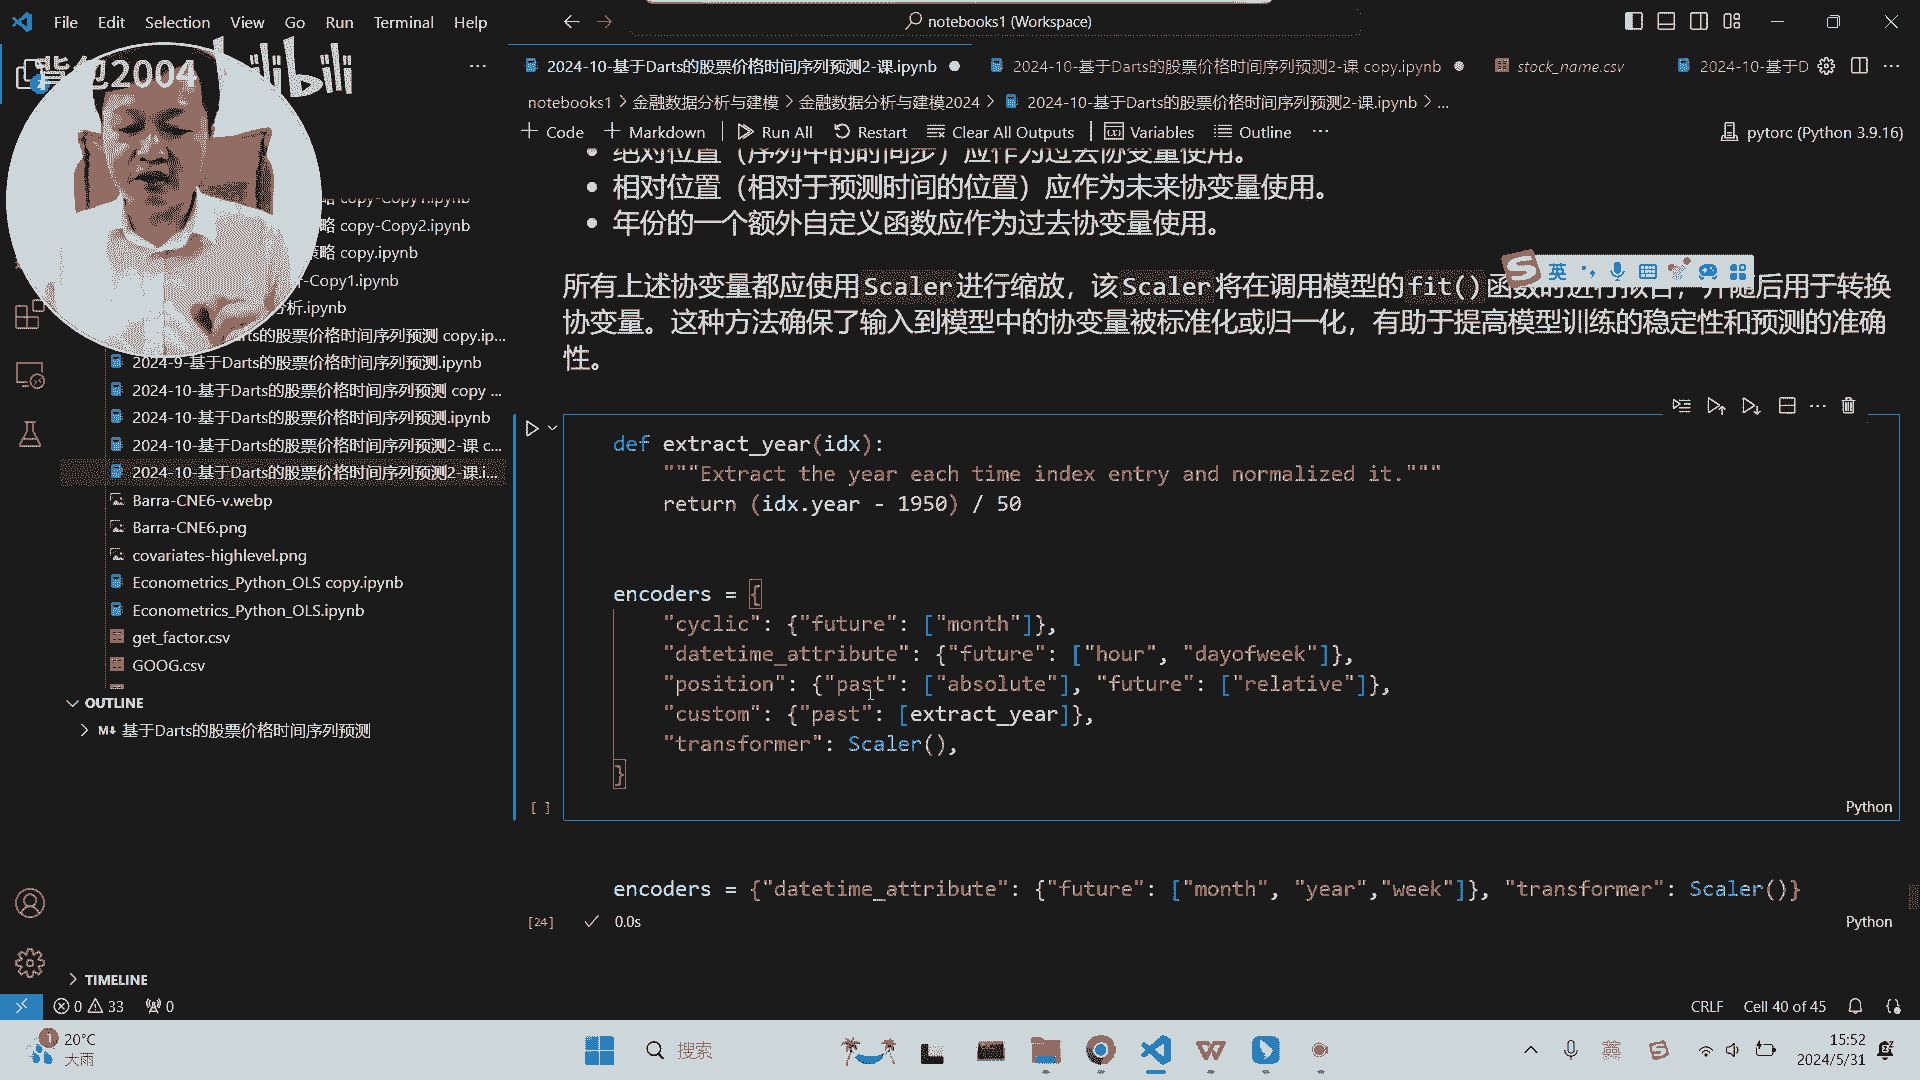 File Edit Selection View Go Run Terminal Help
notebooks1 (Workspace)
背包2004 bilibili
2024-10-基于Darts的股票价格时间序列预测2-课.ipynb
2024-10-基于Darts的股票价格时间序列预测2-课 copy.ipynb
stock_name.csv
2024-10-基于D
notebooks1 > 金融数据分析与建模 > 金融数据分析与建模2024 > 2024-10-基于Darts的股票价格时间序列预测2-课.ipynb > ...
+ Code + Markdown Run All Restart Clear All Outputs Variables Outline ...
pytorc (Python 3.9.16)
略 copy-Copy1.ipynb
略 copy-Copy2.ipynb
略 copy.ipynb
-Copy1.ipynb
分析.ipynb
rts的股票价格时间序列预测 copy.ip...
2024-9-基于Darts的股票价格时间序列预测.ipynb
2024-10-基于Darts的股票价格时间序列预测 copy ...
2024-10-基于Darts的股票价格时间序列预测.ipynb
2024-10-基于Darts的股票价格时间序列预测2-课 c...
2024-10-基于Darts的股票价格时间序列预测2-课.i...
Barra-CNE6-v.webp
Barra-CNE6.png
covariates-highlevel.png
Econometrics_Python_OLS copy.ipynb
Econometrics_Python_OLS.ipynb
get_factor.csv
GOOG.csv
OUTLINE
M↓ 基于Darts的股票价格时间序列预测
TIMELINE
• 绝对位置（序列中的时间步）应作为过去协变量使用。
• 相对位置（相对于预测时间的位置）应作为未来协变量使用。
• 年份的一个额外自定义函数应作为过去协变量使用。
所有上述协变量都应使用Scaler进行缩放，该Scaler将在调用模型的fit()函数时进行拟合，并随后用于转换
协变量。这种方法确保了输入到模型中的协变量被标准化或归一化，有助于提高模型训练的稳定性和预测的准确
性。
英
def extract_year(idx):
"""Extract the year each time index entry and normalized it."""
return (idx.year - 1950) / 50
encoders = {
"cyclic": {"future": ["month"]},
"datetime_attribute": {"future": ["hour", "dayofweek"]},
"position": {"past": ["absolute"], "future": ["relative"]},
"custom": {"past": [extract_year]},
"transformer": Scaler(),
}
[ ]
Python
encoders = {"datetime_attribute": {"future": ["month", "year","week"]}, "transformer": Scaler()}
[24] ✓ 0.0s
Python
0 33 0
CRLF Cell 40 of 45
1 20°C
大雨
搜索
英
15:52
2024/5/31